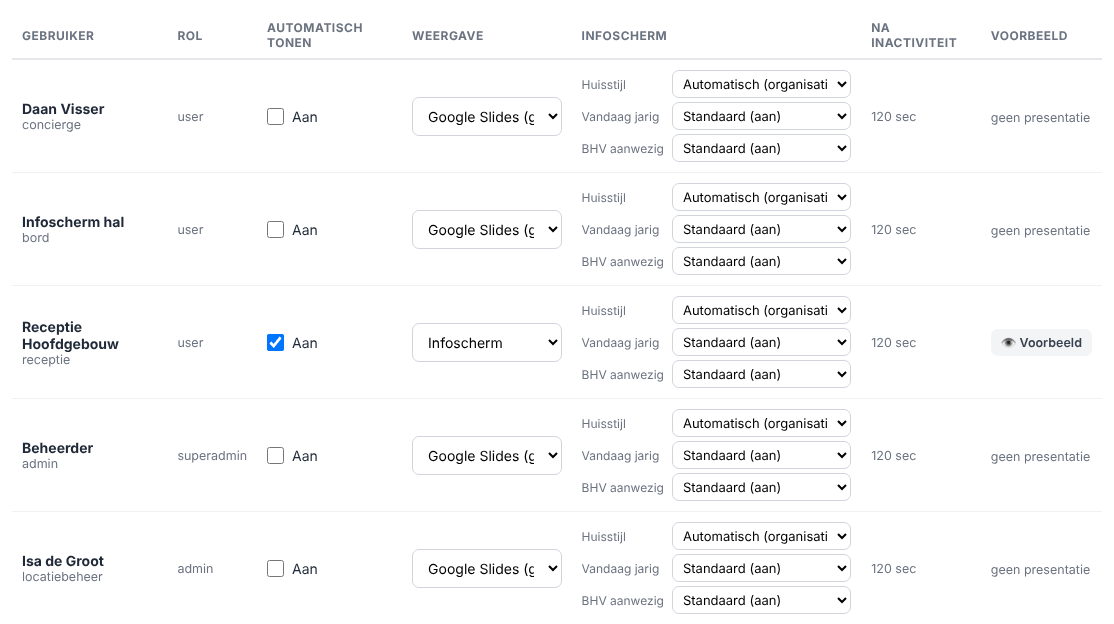 GEBRUIKER ROL AUTOMATISCH TONEN WEERGAVE INFOSCHERM NA INACTIVITEIT VOORBEELD
Daan Visser
concierge
user
Aan
Google Slides (g
Huisstijl Automatisch (organisati
Vandaag jarig Standaard (aan)
BHV aanwezig Standaard (aan)
120 sec
geen presentatie
Infoscherm hal
bord
user
Aan
Google Slides (g
Huisstijl Automatisch (organisati
Vandaag jarig Standaard (aan)
BHV aanwezig Standaard (aan)
120 sec
geen presentatie
Receptie
Hoofdgebouw
receptie
user
Aan
Infoscherm
Huisstijl Automatisch (organisati
Vandaag jarig Standaard (aan)
BHV aanwezig Standaard (aan)
120 sec
Voorbeeld
Beheerder
admin
superadmin
Aan
Google Slides (g
Huisstijl Automatisch (organisati
Vandaag jarig Standaard (aan)
BHV aanwezig Standaard (aan)
120 sec
geen presentatie
Isa de Groot
locatiebeheer
admin
Aan
Google Slides (g
Huisstijl Automatisch (organisati
Vandaag jarig Standaard (aan)
BHV aanwezig Standaard (aan)
120 sec
geen presentatie